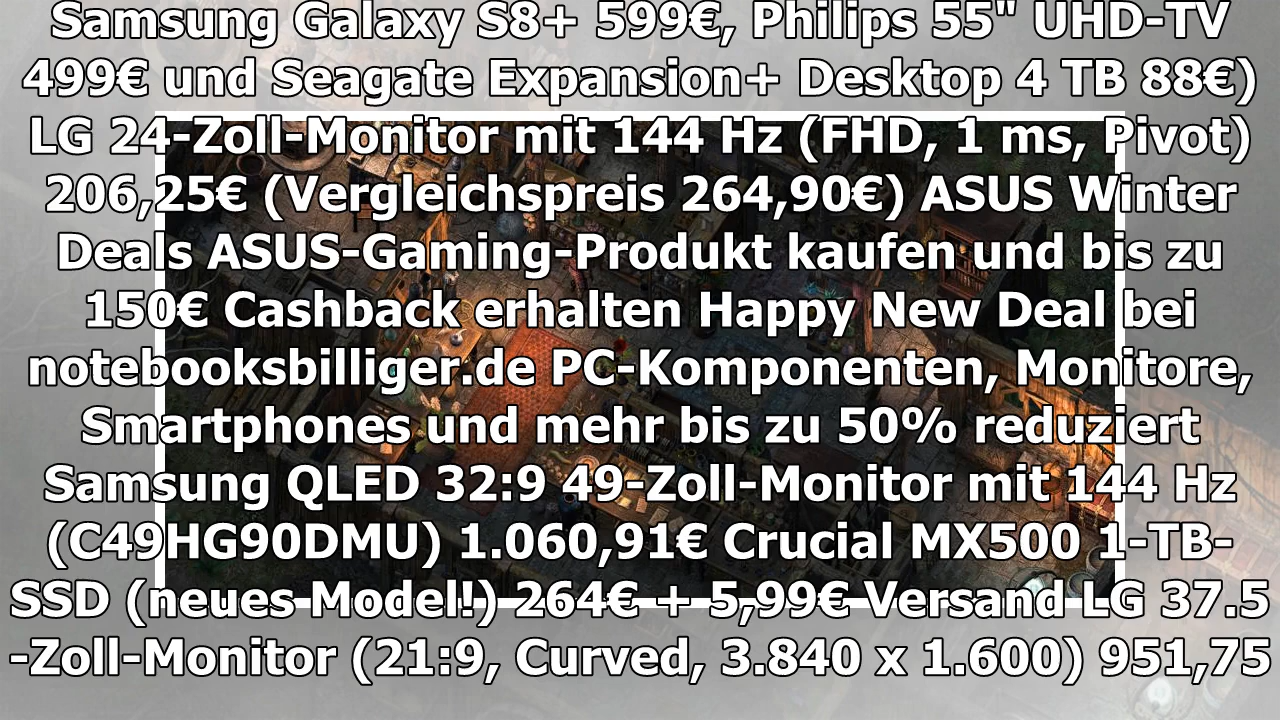 Samsung Galaxy S8+ 599€, Philips 55" UHD-TV
499€ und Seagate Expansion+ Desktop 4 TB 88€)
LG 24-Zoll-Monitor mit 144 Hz (FHD, 1 ms, Pivot)
206,25€ (Vergleichspreis 264,90€) ASUS Winter
Deals ASUS-Gaming-Produkt kaufen und bis zu
150€ Cashback erhalten Happy New Deal bei
notebooksbilliger.de PC-Komponenten, Monitore,
Smartphones und mehr bis zu 50% reduziert
Samsung QLED 32:9 49-Zoll-Monitor mit 144 Hz
(C49HG90DMU) 1.060,91€ Crucial MX500 1-TB-
SSD (neues Model!) 264€ + 5,99€ Versand LG 37.5
-Zoll-Monitor (21:9, Curved, 3.840 x 1.600) 951,75